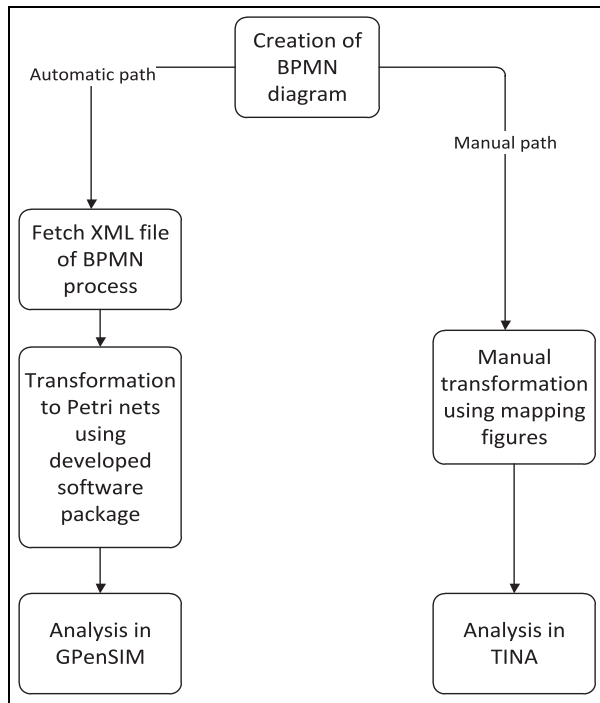 Creation of
BPMN
diagram
Automatic path
Manual path
Fetch XML file
of BPMN
process
Transformation
to Petri nets
using
developed
software
package
Manual
transformation
using mapping
figures
Analysis in
GPenSIM
Analysis in
TINA